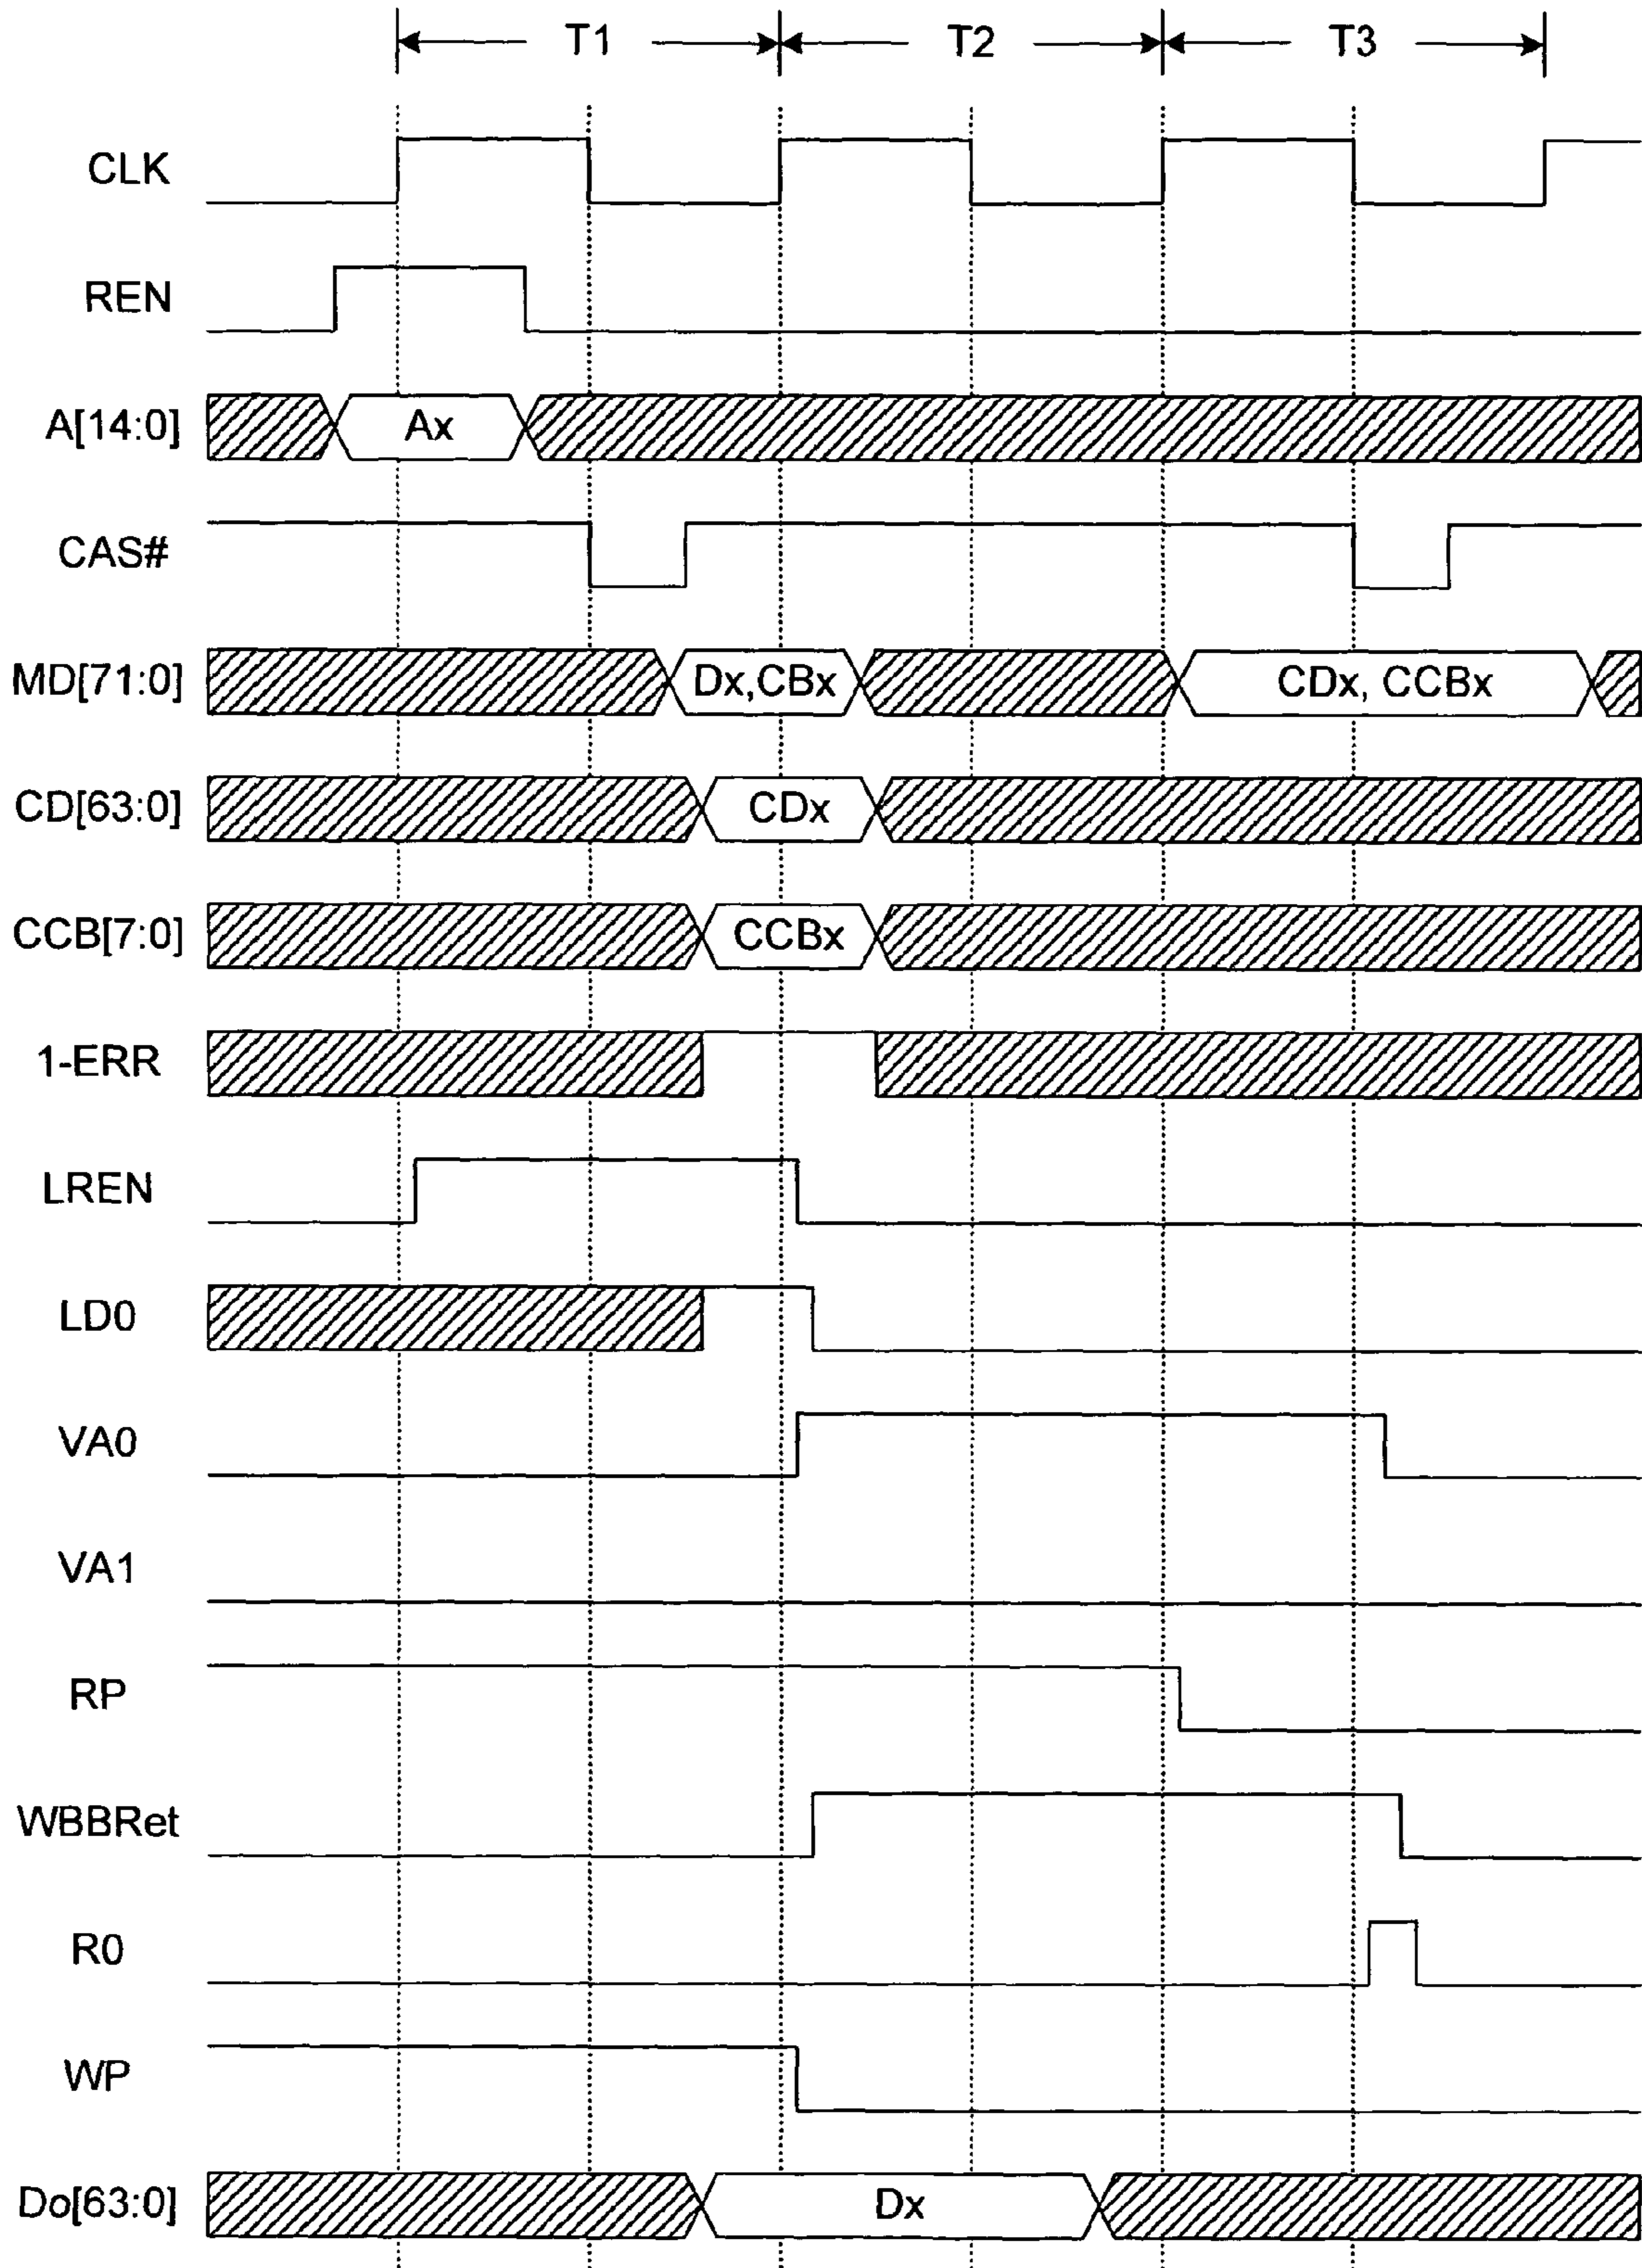 T1 T2 T3
CLK
REN
A[14:0] Ax
CAS#
MD[71:0] Dx,CBx CDx, CCBx
CD[63:0] CDx
CCB[7:0] CCBx
1-ERR
LREN
LD0
VA0
VA1
RP
WBBRet
R0
WP
Do[63:0] Dx